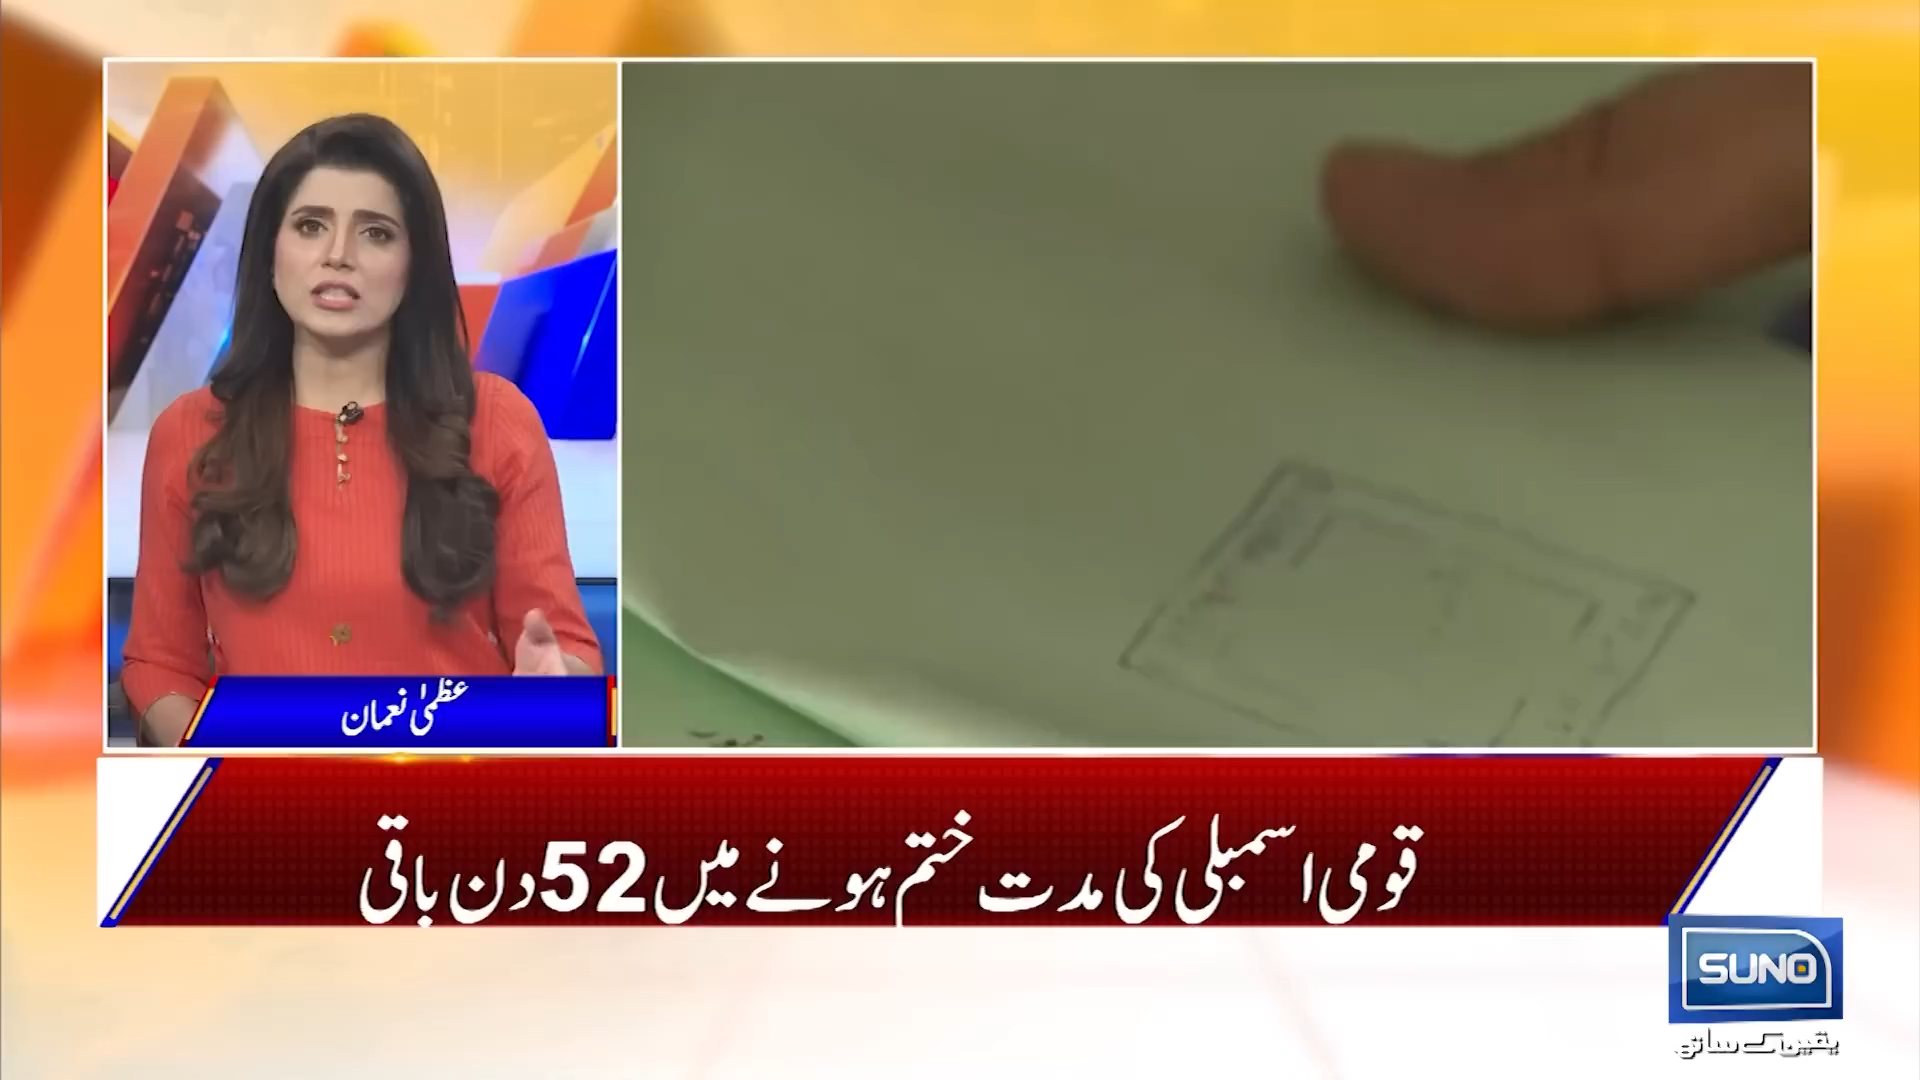 عظمیٰ نعمان
قومی اسمبلی کی مدت ختم ہونے میں 52 دن باقی
SUNO
یقین کے ساتھ